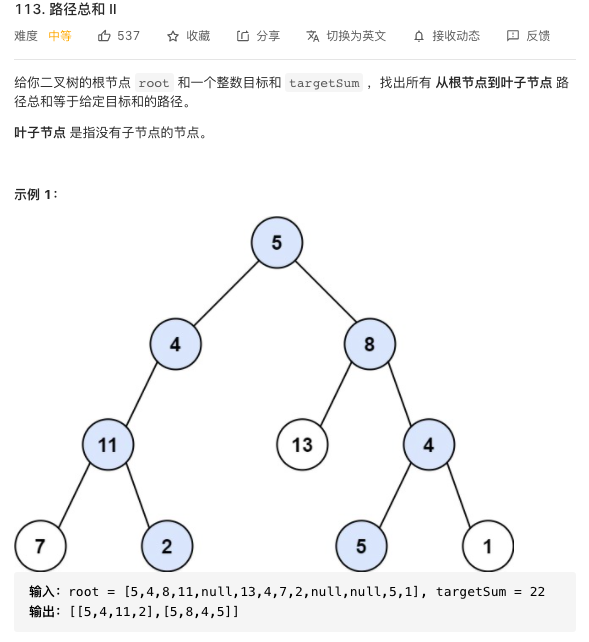 113. 路径总和 II
难度 中等 537 收藏 分享 切换为英文 接收动态 反馈
给你二叉树的根节点 root 和一个整数目标和 targetSum ，找出所有 从根节点到叶子节点 路
径总和等于给定目标和的路径。
叶子节点 是指没有子节点的节点。
示例 1：
5
4 8
11 13 4
7 2 5 1
输入：root = [5,4,8,11,null,13,4,7,2,null,null,5,1], targetSum = 22
输出：[[5,4,11,2],[5,8,4,5]]